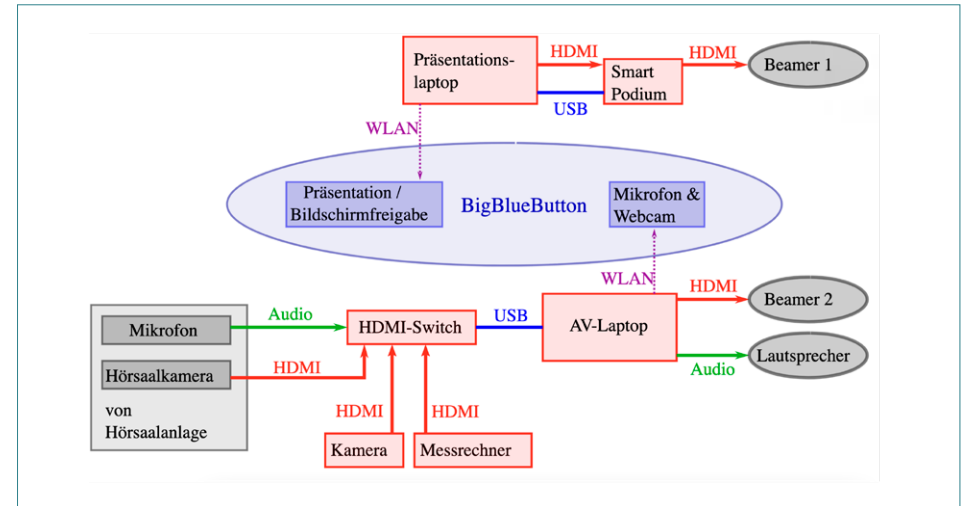 Präsentations-
laptop
HDMI
Smart
Podium
HDMI
Beamer 1
USB
WLAN
Präsentation /
Bildschirmfreigabe
BigBlueButton
Mikrofon &
Webcam
WLAN
HDMI
Beamer 2
Mikrofon
Audio
HDMI-Switch
USB
AV-Laptop
Lautsprecher
Audio
Hörsaalkamera
HDMI
von
Hörsaalanlage
HDMI
HDMI
Kamera
Messrechner